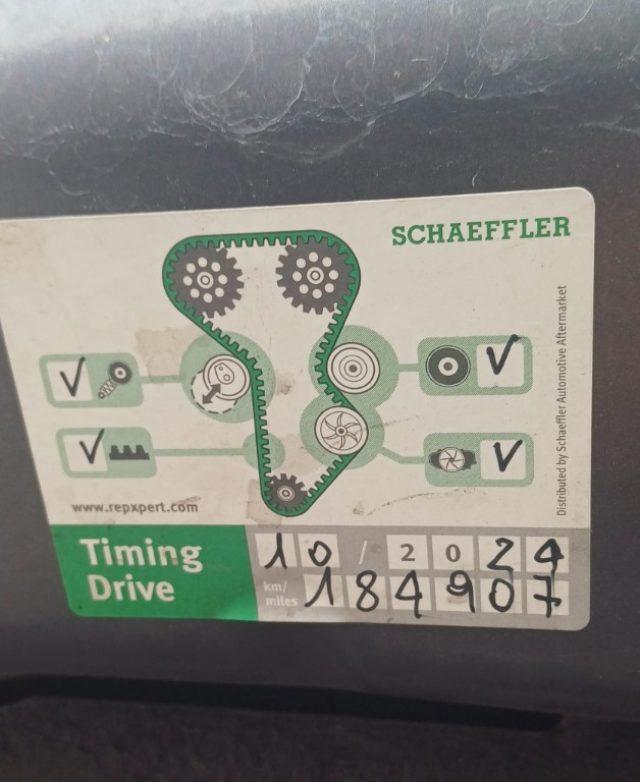 SCHAEFFLER
Distributed by Schaeffler Automotive Aftermarket
www.repxpert.com
Timing
Drive
10 / 2024
km/
miles
184907